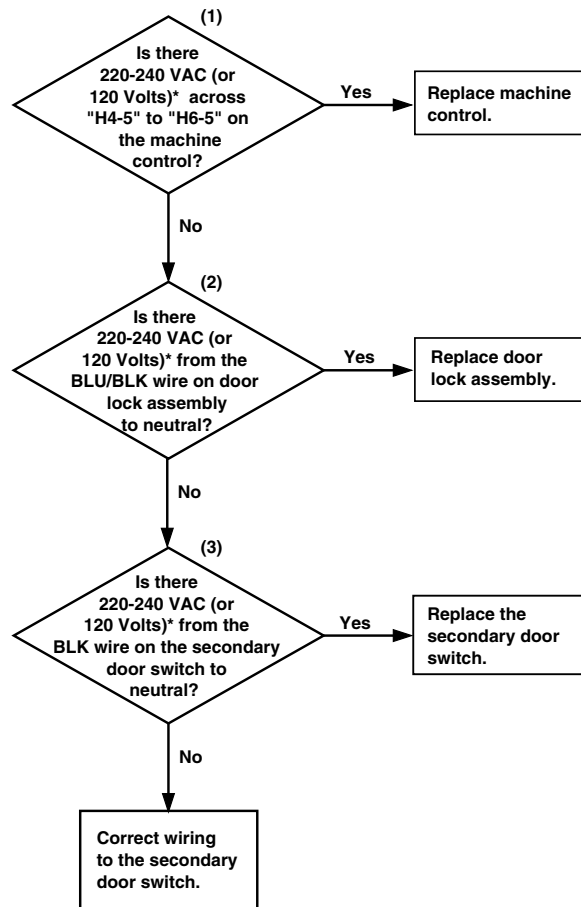 (1)
Is there
220-240 VAC (or
120 Volts)* across
"H4-5" to "H6-5" on
the machine
control?
Yes
Replace machine
control.
No
(2)
Is there
220-240 VAC (or
120 Volts)* from the
BLU/BLK wire on door
lock assembly
to neutral?
Yes
Replace door
lock assembly.
No
(3)
Is there
220-240 VAC (or
120 Volts)* from the
BLK wire on the secondary
door switch to
neutral?
Yes
Replace the
secondary door
switch.
No
Correct wiring
to the secondary
door switch.